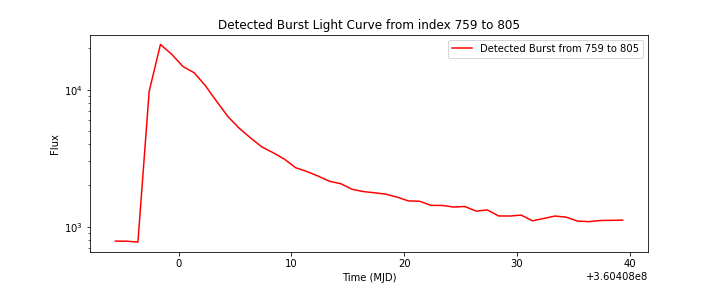 Detected Burst Light Curve from index 759 to 805
Detected Burst from 759 to 805
Flux
10⁴
10³
0 10 20 30 40
Time (MJD)
+3.60408e8